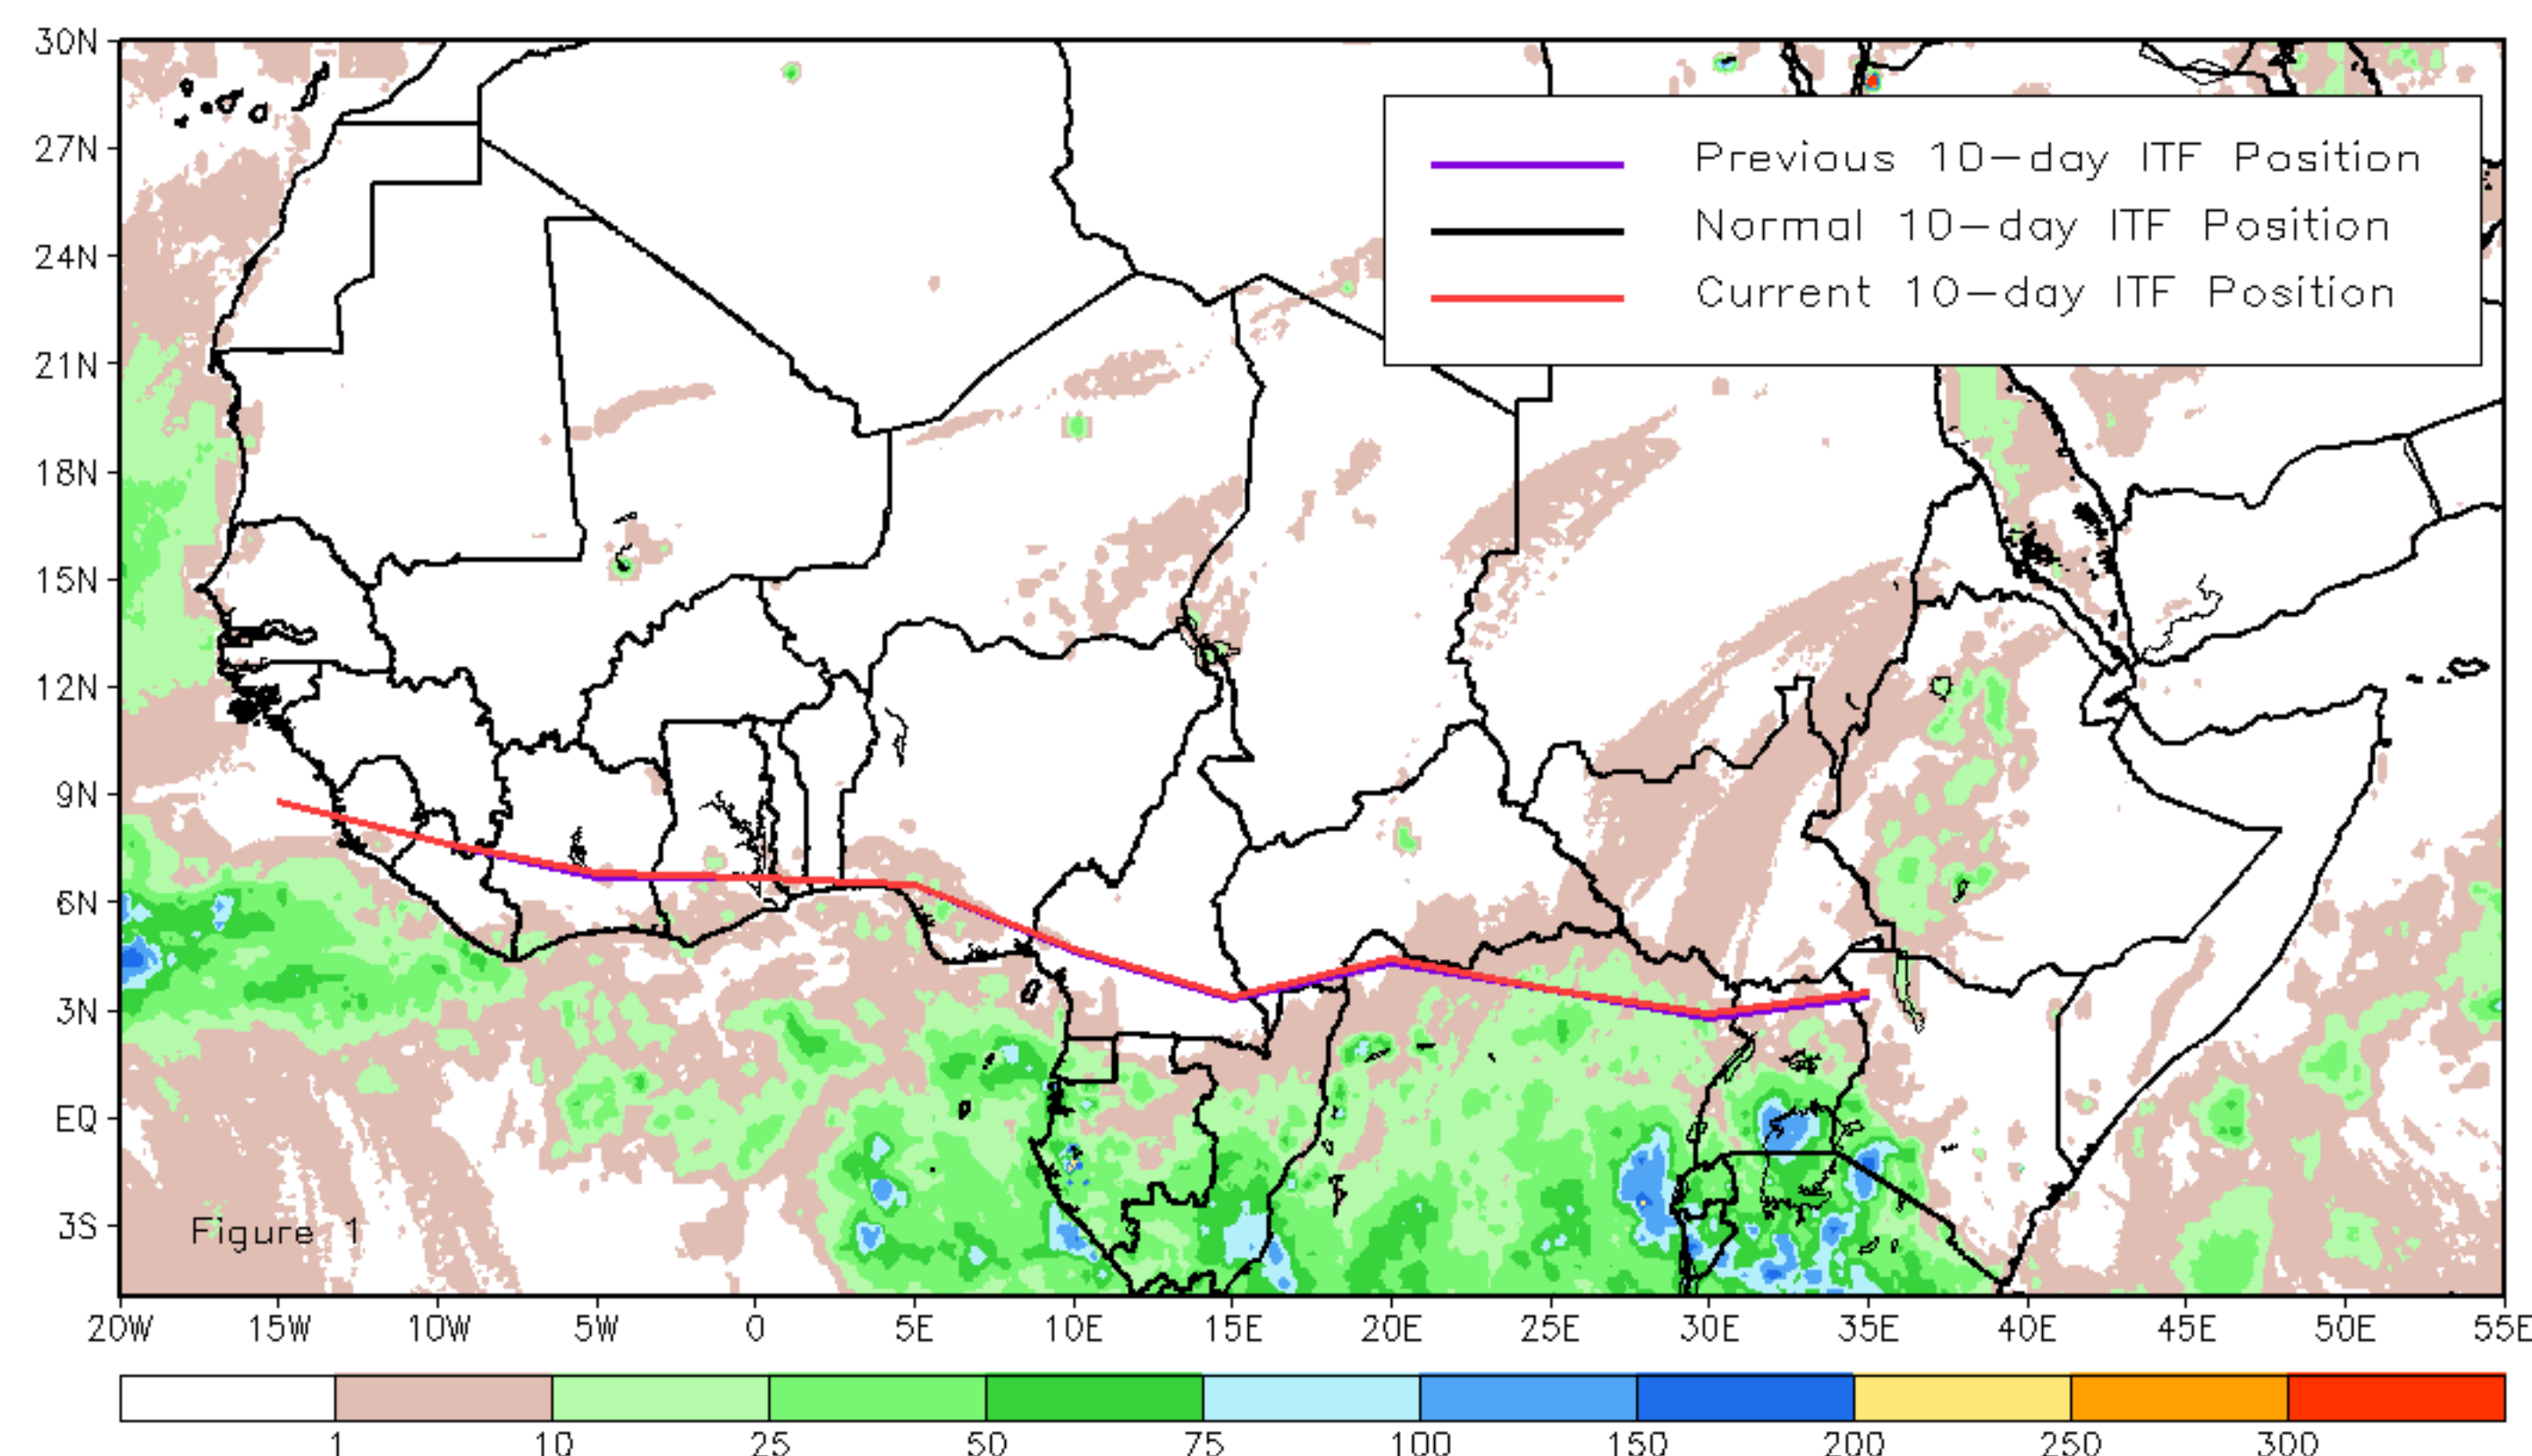 30N
27N
24N
21N
18N
15N
12N
9N
6N
3N
EQ
3S
Previous 10-day ITF Position
Normal 10-day ITF Position
Current 10-day ITF Position
Figure 1
20W 15W 10W 5W 0 5E 10E 15E 20E 25E 30E 35E 40E 45E 50E 55E
1 10 25 50 75 100 150 200 250 300